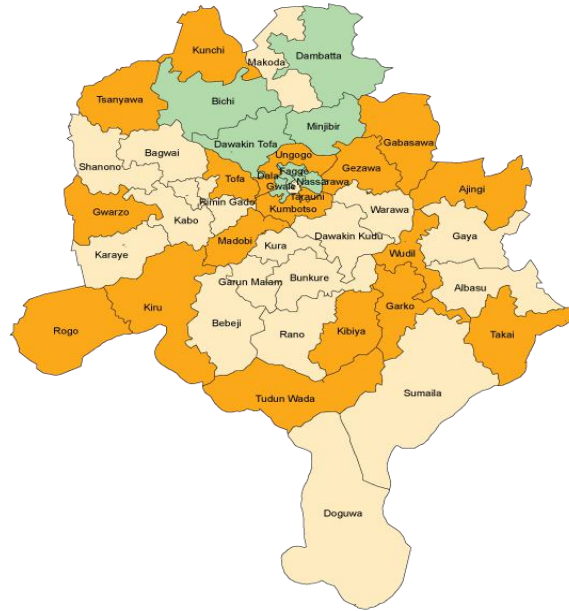 Kunchi
Makoda
Dambatta
Tsanyawa
Bichi
Minjibir
Dawakin Tofa
Gabasawa
Bagwai
Shanono
Ungogo
Gezawa
Fagge
Dala
Tofa
Nassarawa
Ajingi
Gwale
Tarauni
Rimin Gado
Gwarzo
Kumbotso
Warawa
Kabo
Madobi
Dawakin Kudu
Kura
Gaya
Wudil
Karaye
Bunkure
Garun Malam
Albasu
Kiru
Garko
Bebeji
Rano
Kibiya
Rogo
Takai
Sumaila
Tudun Wada
Doguwa